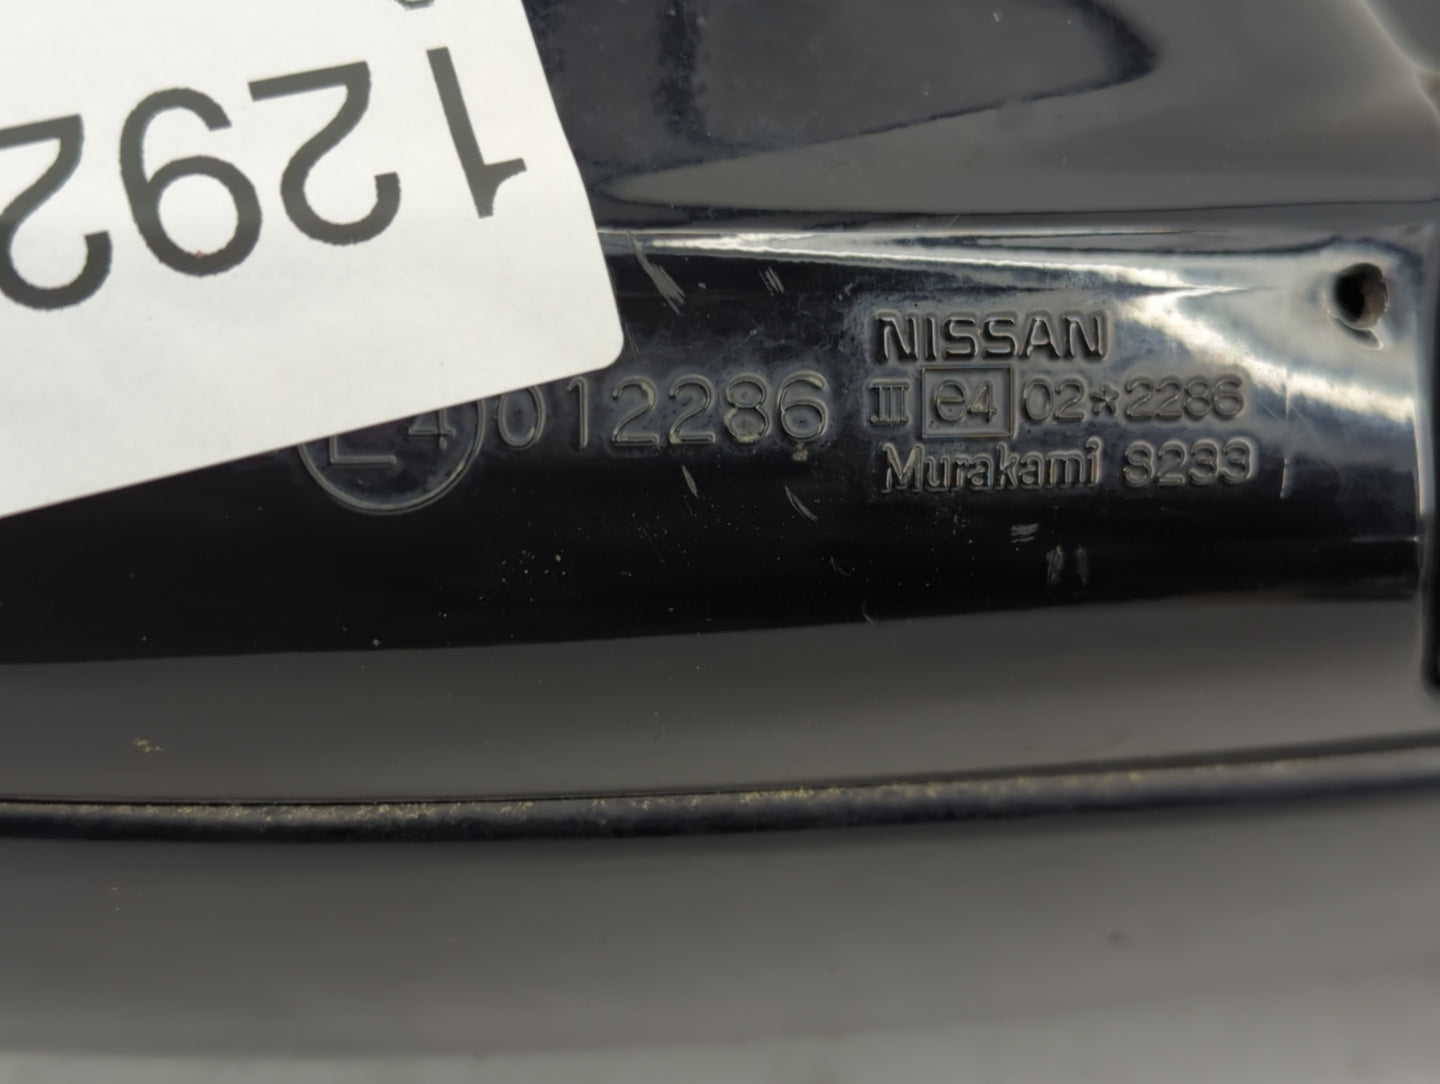 1292
NISSAN
E4 012286
III e4 02*2286
Murakami 8233